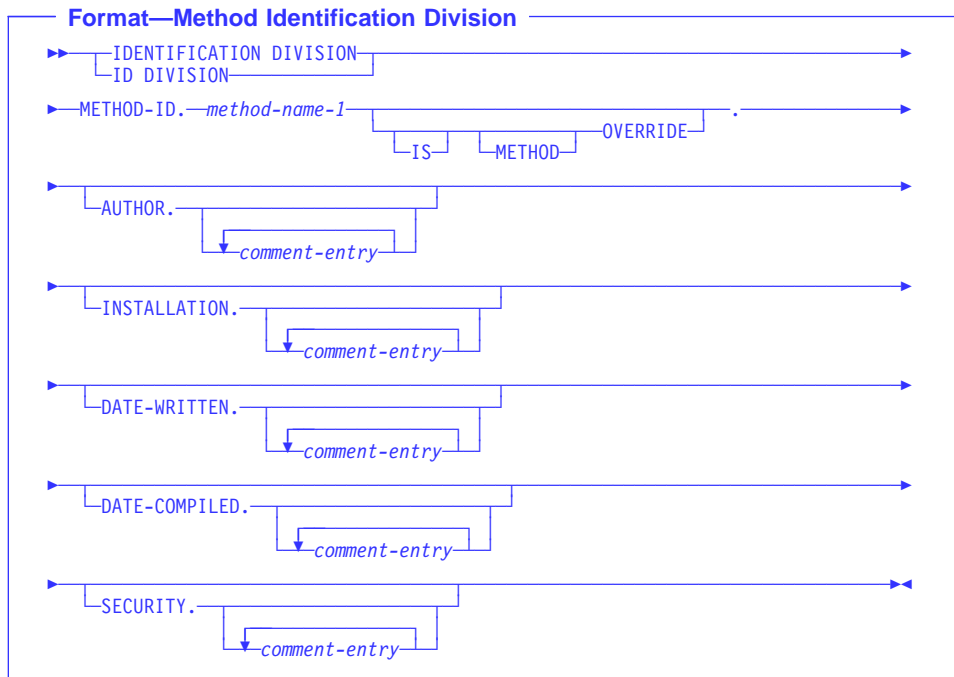 Format—Method Identification Division
IDENTIFICATION DIVISION
ID DIVISION
METHOD-ID. method-name-1 .
IS METHOD OVERRIDE
AUTHOR.
comment-entry
INSTALLATION.
comment-entry
DATE-WRITTEN.
comment-entry
DATE-COMPILED.
comment-entry
SECURITY.
comment-entry